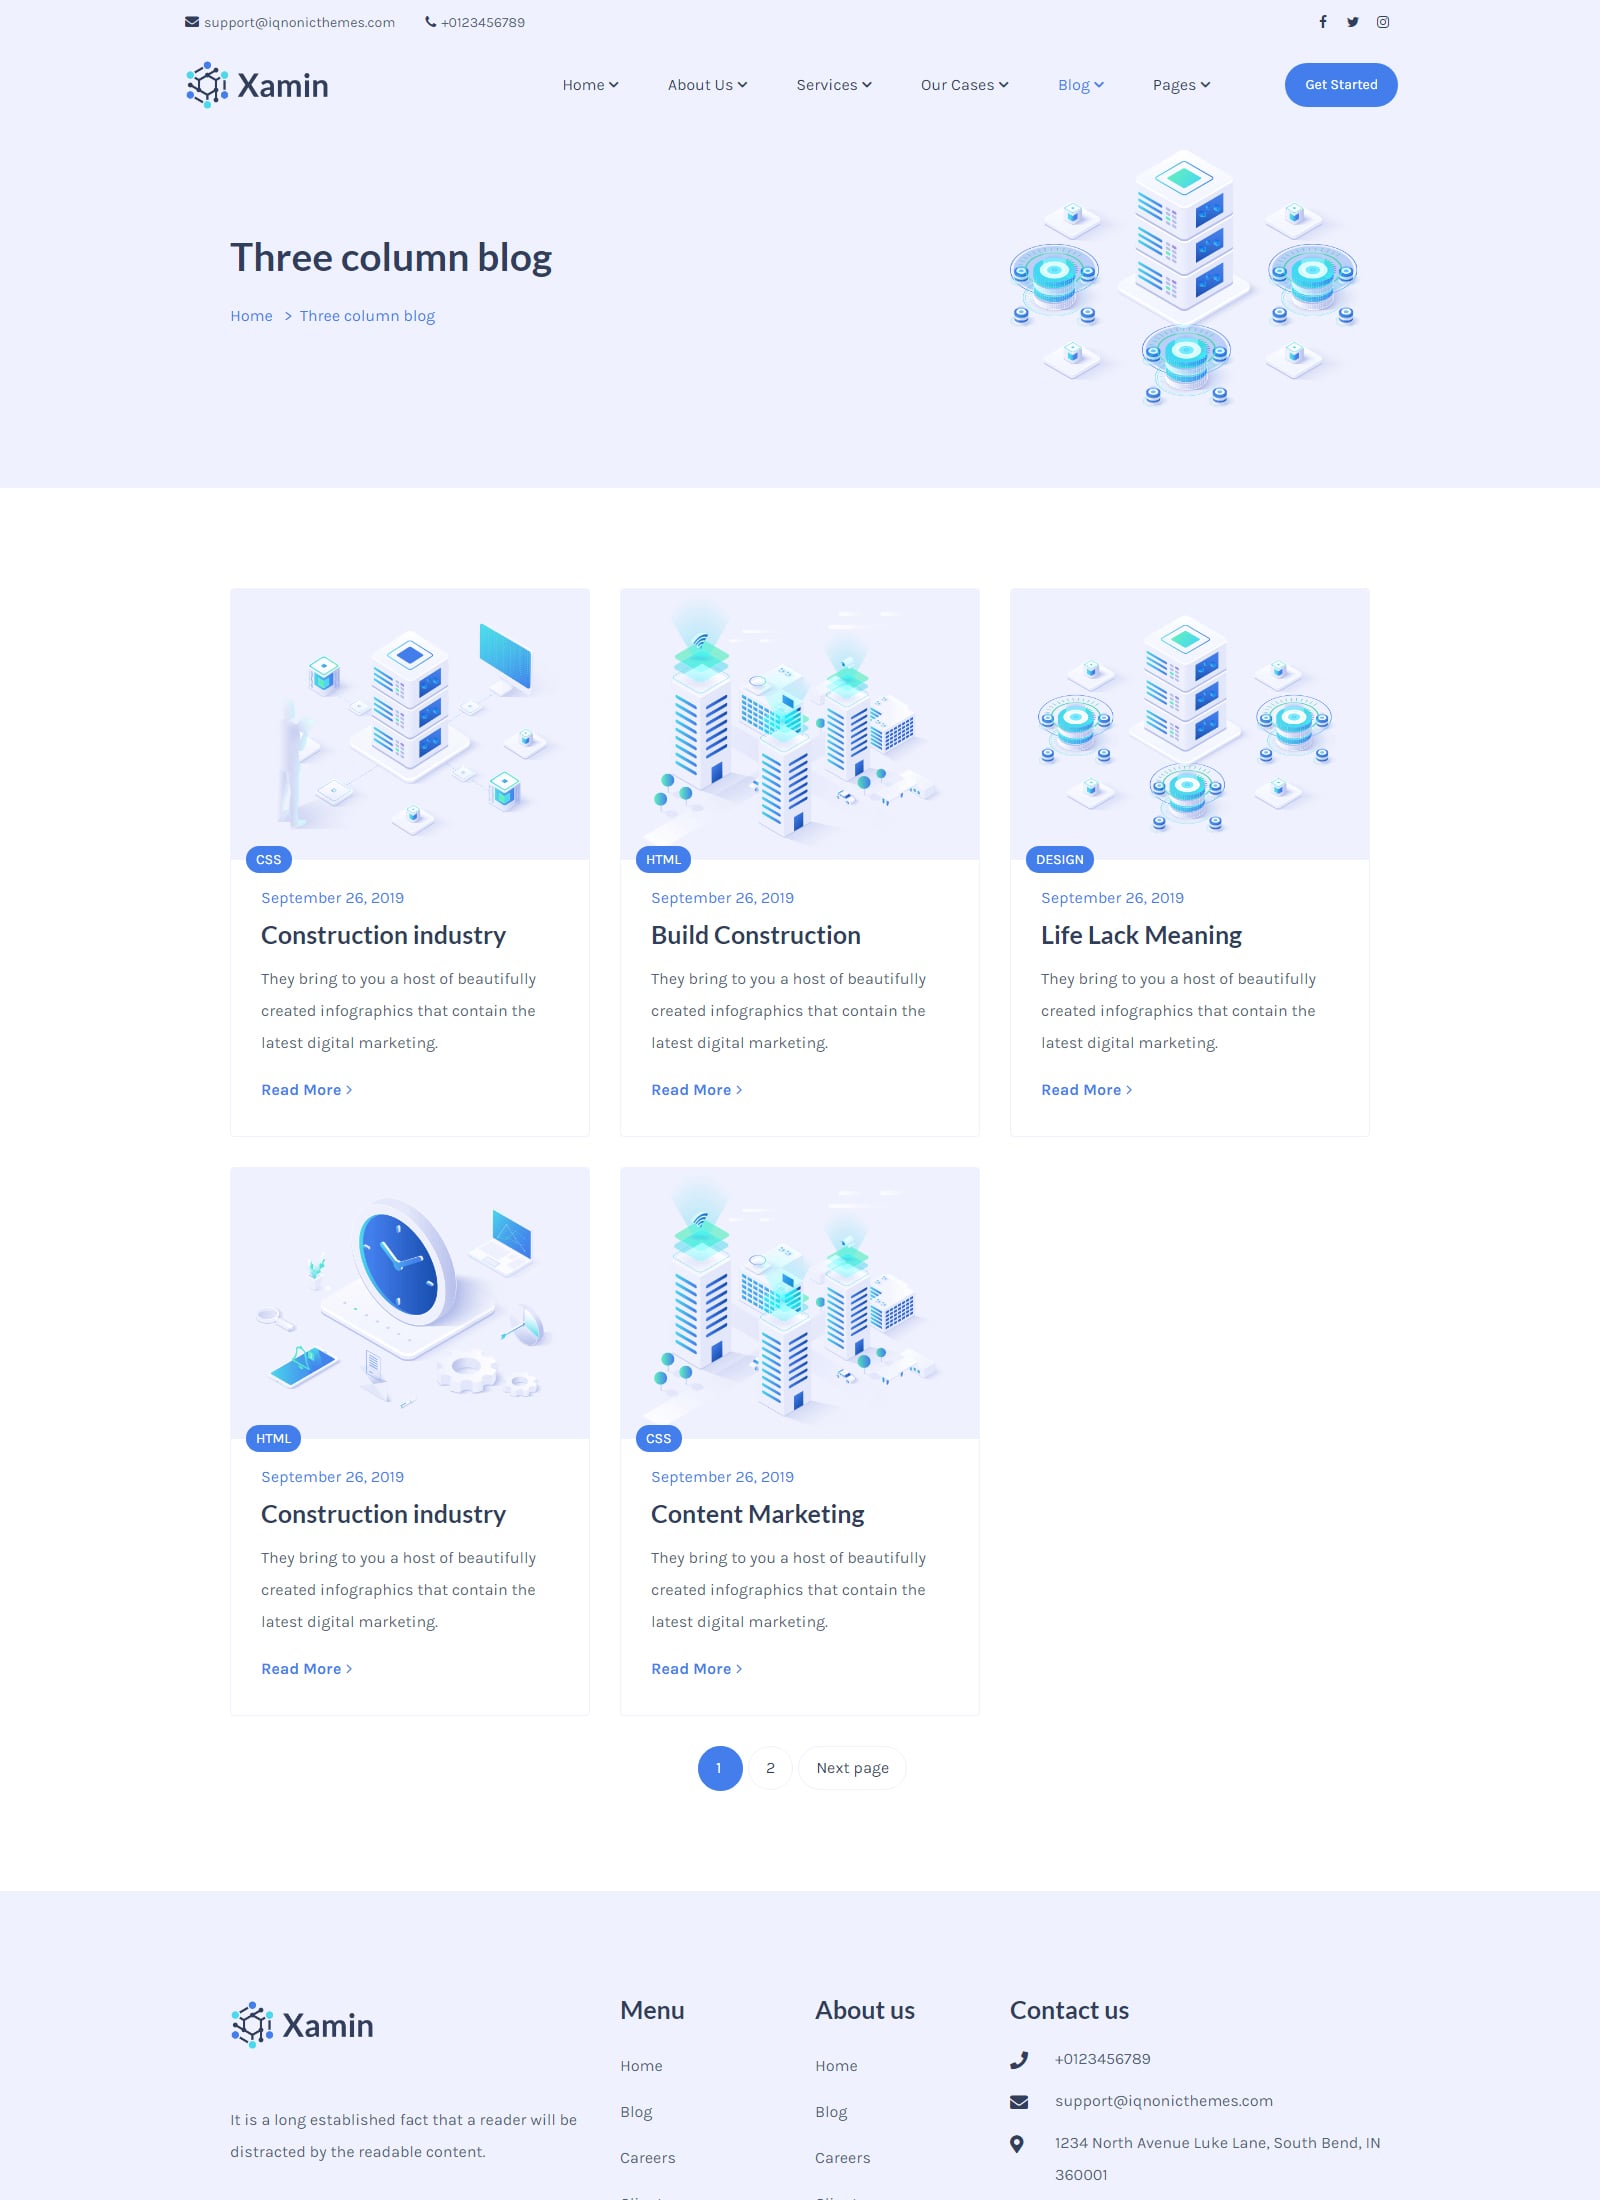 support@iqnonicthemes.com +0123456789
Xamin
Home About Us Services Our Cases Blog Pages Get Started
Three column blog
Home > Three column blog
CSS
September 26, 2019
Construction industry
They bring to you a host of beautifully
created infographics that contain the
latest digital marketing.
Read More
HTML
September 26, 2019
Build Construction
They bring to you a host of beautifully
created infographics that contain the
latest digital marketing.
Read More
DESIGN
September 26, 2019
Life Lack Meaning
They bring to you a host of beautifully
created infographics that contain the
latest digital marketing.
Read More
HTML
September 26, 2019
Construction industry
They bring to you a host of beautifully
created infographics that contain the
latest digital marketing.
Read More
CSS
September 26, 2019
Content Marketing
They bring to you a host of beautifully
created infographics that contain the
latest digital marketing.
Read More
1 2 Next page
Xamin
It is a long established fact that a reader will be
distracted by the readable content.
Menu
Home
Blog
Careers
About us
Home
Blog
Careers
Contact us
+0123456789
support@iqnonicthemes.com
1234 North Avenue Luke Lane, South Bend, IN
360001